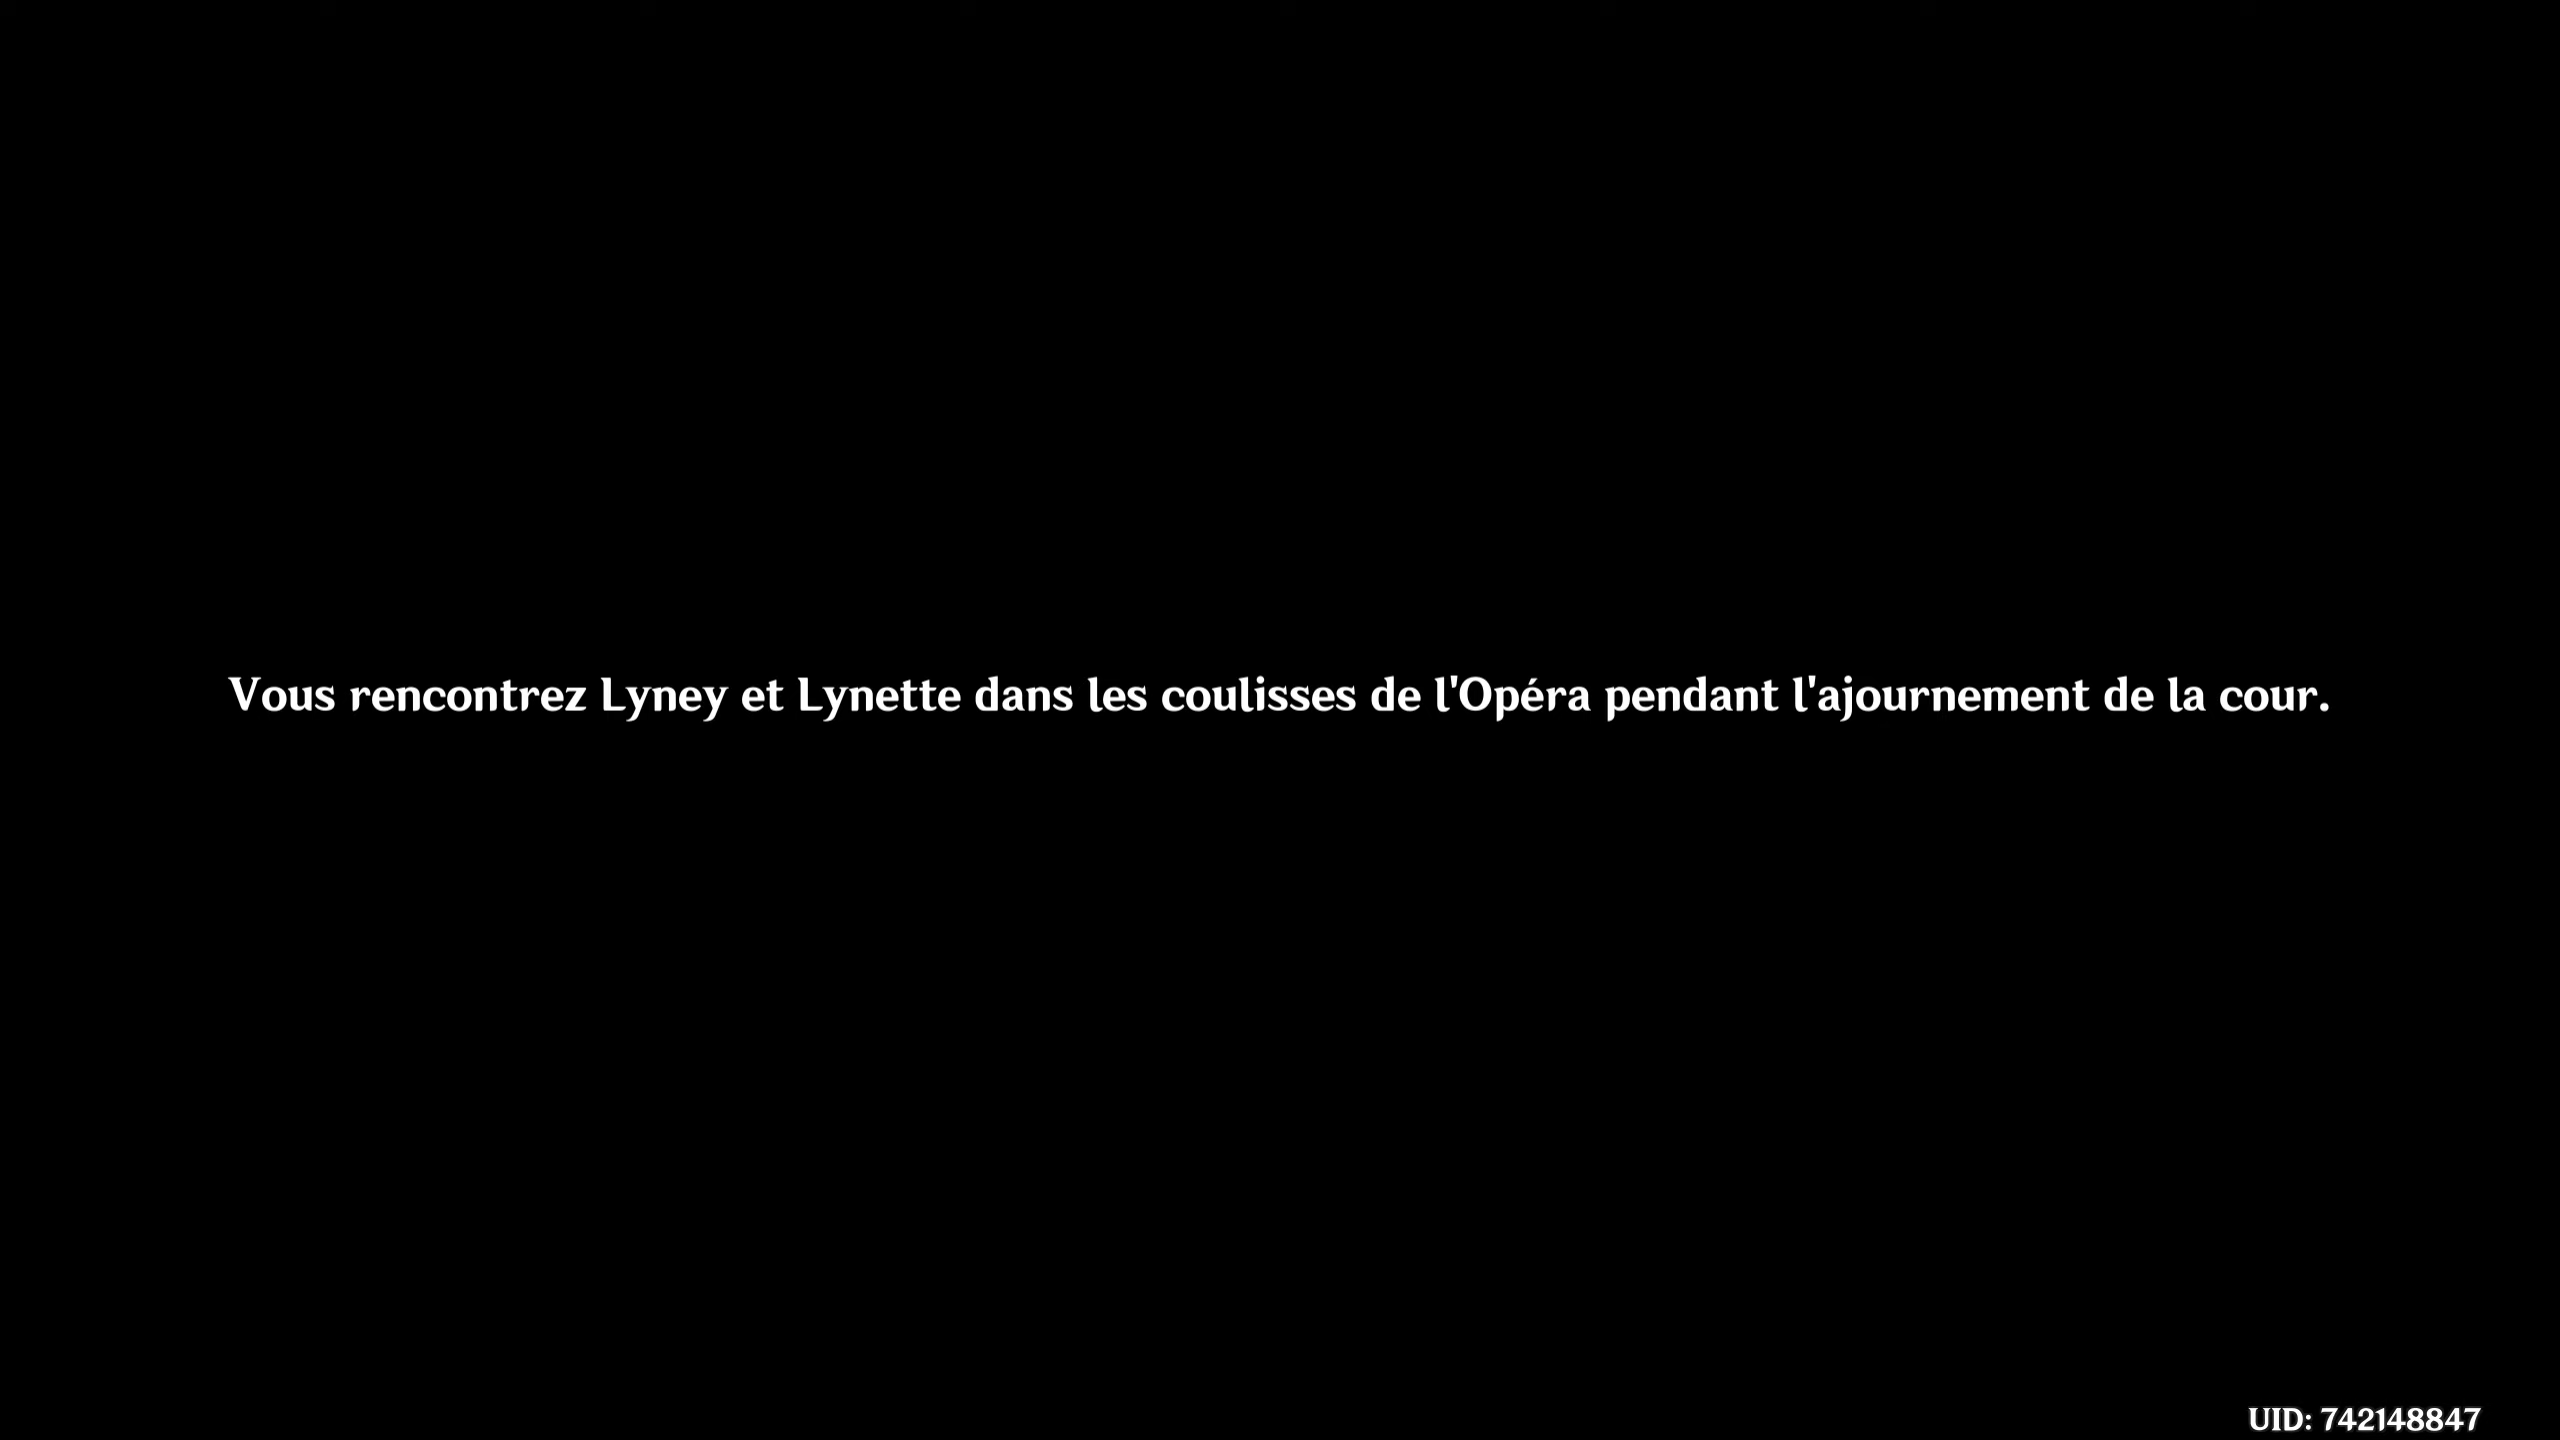 Vous rencontrez Lyney et Lynette dans les coulisses de l'Opéra pendant l'ajournement de la cour.
UID: 742148847